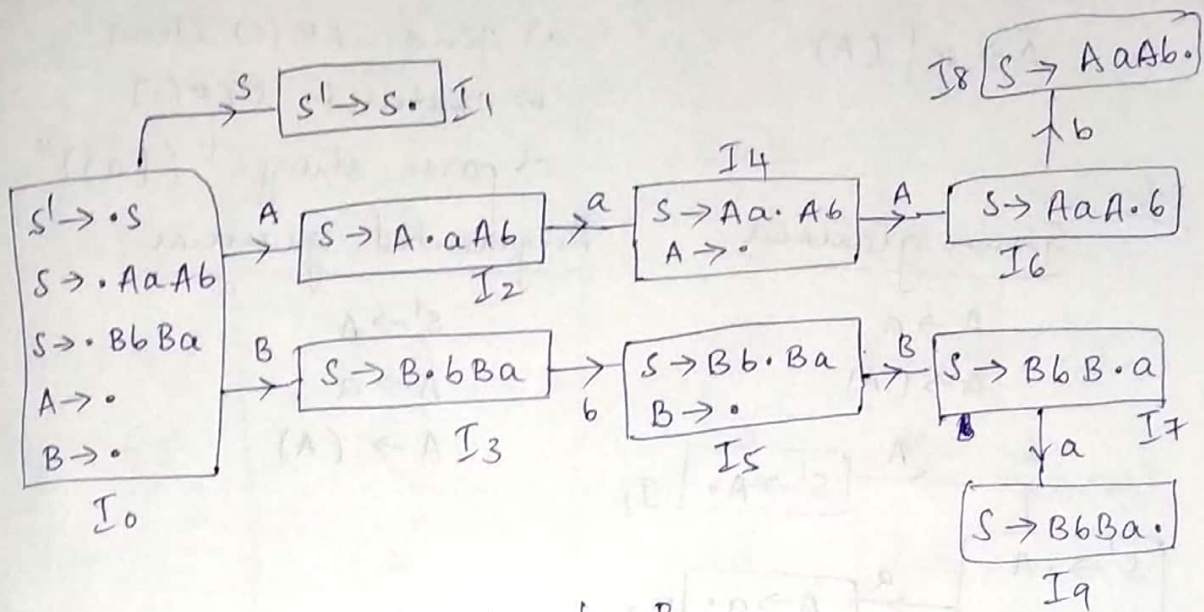 I8
S → AaAb.
S
S' → S.
I1
b
I4
S' → .S
S → .AaAb
S → .BbBa
A → .
B → .
I0
A
S → A.aAb
I2
a
S → Aa.Ab
A → .
A
S → AaA.b
I6
B
S → B.bBa
I3
b
S → Bb.Ba
B → .
I5
B
S → BbB.a
I7
a
S → BbBa.
I9